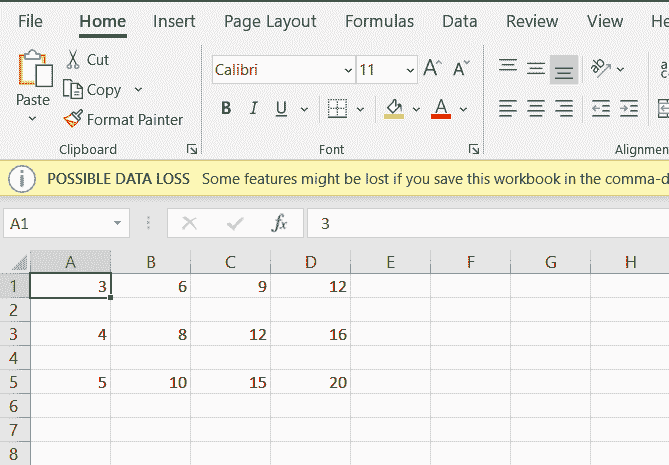 File Home Insert Page Layout Formulas Data Review View He
Cut
Calibri 11 A A
Paste Copy
B I U A
Format Painter
Clipboard Font Alignmen
POSSIBLE DATA LOSS Some features might be lost if you save this workbook in the comma-d
A1 fx 3
A B C D E F G H
1 3 6 9 12
2
3 4 8 12 16
4
5 5 10 15 20
6
7
8